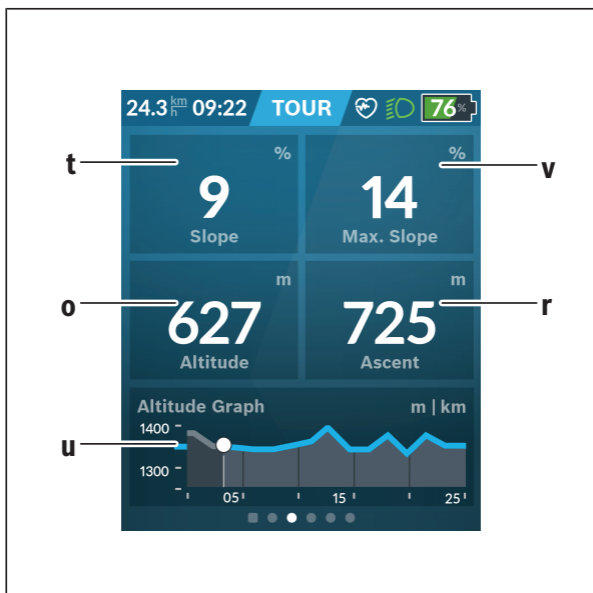 24.3 km/h 09:22 TOUR 76%
t % % v
9 14
Slope Max. Slope
o m m r
627 725
Altitude Ascent
Altitude Graph m | km
1400
u
1300
05 15 25